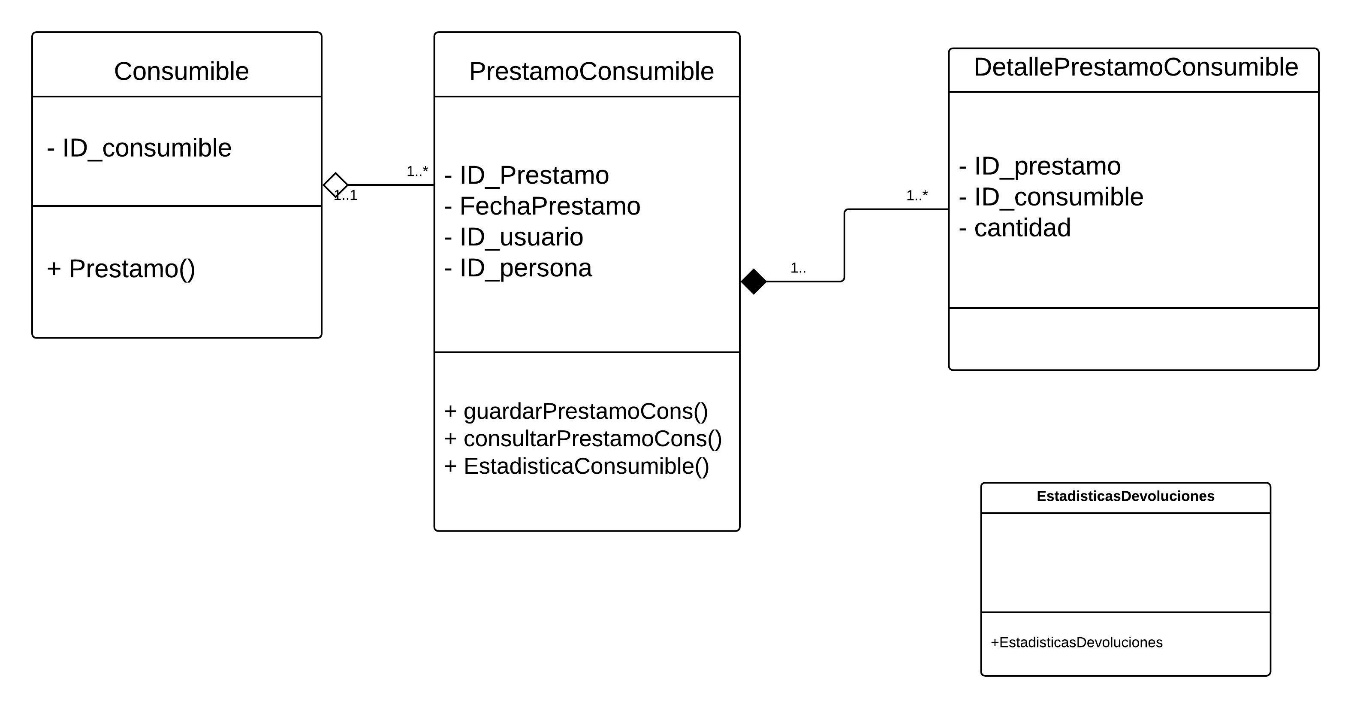 Consumible
- ID_consumible
+ Prestamo()
1..1
1..*
PrestamoConsumible
- ID_Prestamo
- FechaPrestamo
- ID_usuario
- ID_persona
+ guardarPrestamoCons()
+ consultarPrestamoCons()
+ EstadisticaConsumible()
1..
1..*
DetallePrestamoConsumible
- ID_prestamo
- ID_consumible
- cantidad
EstadisticasDevoluciones
+EstadisticasDevoluciones